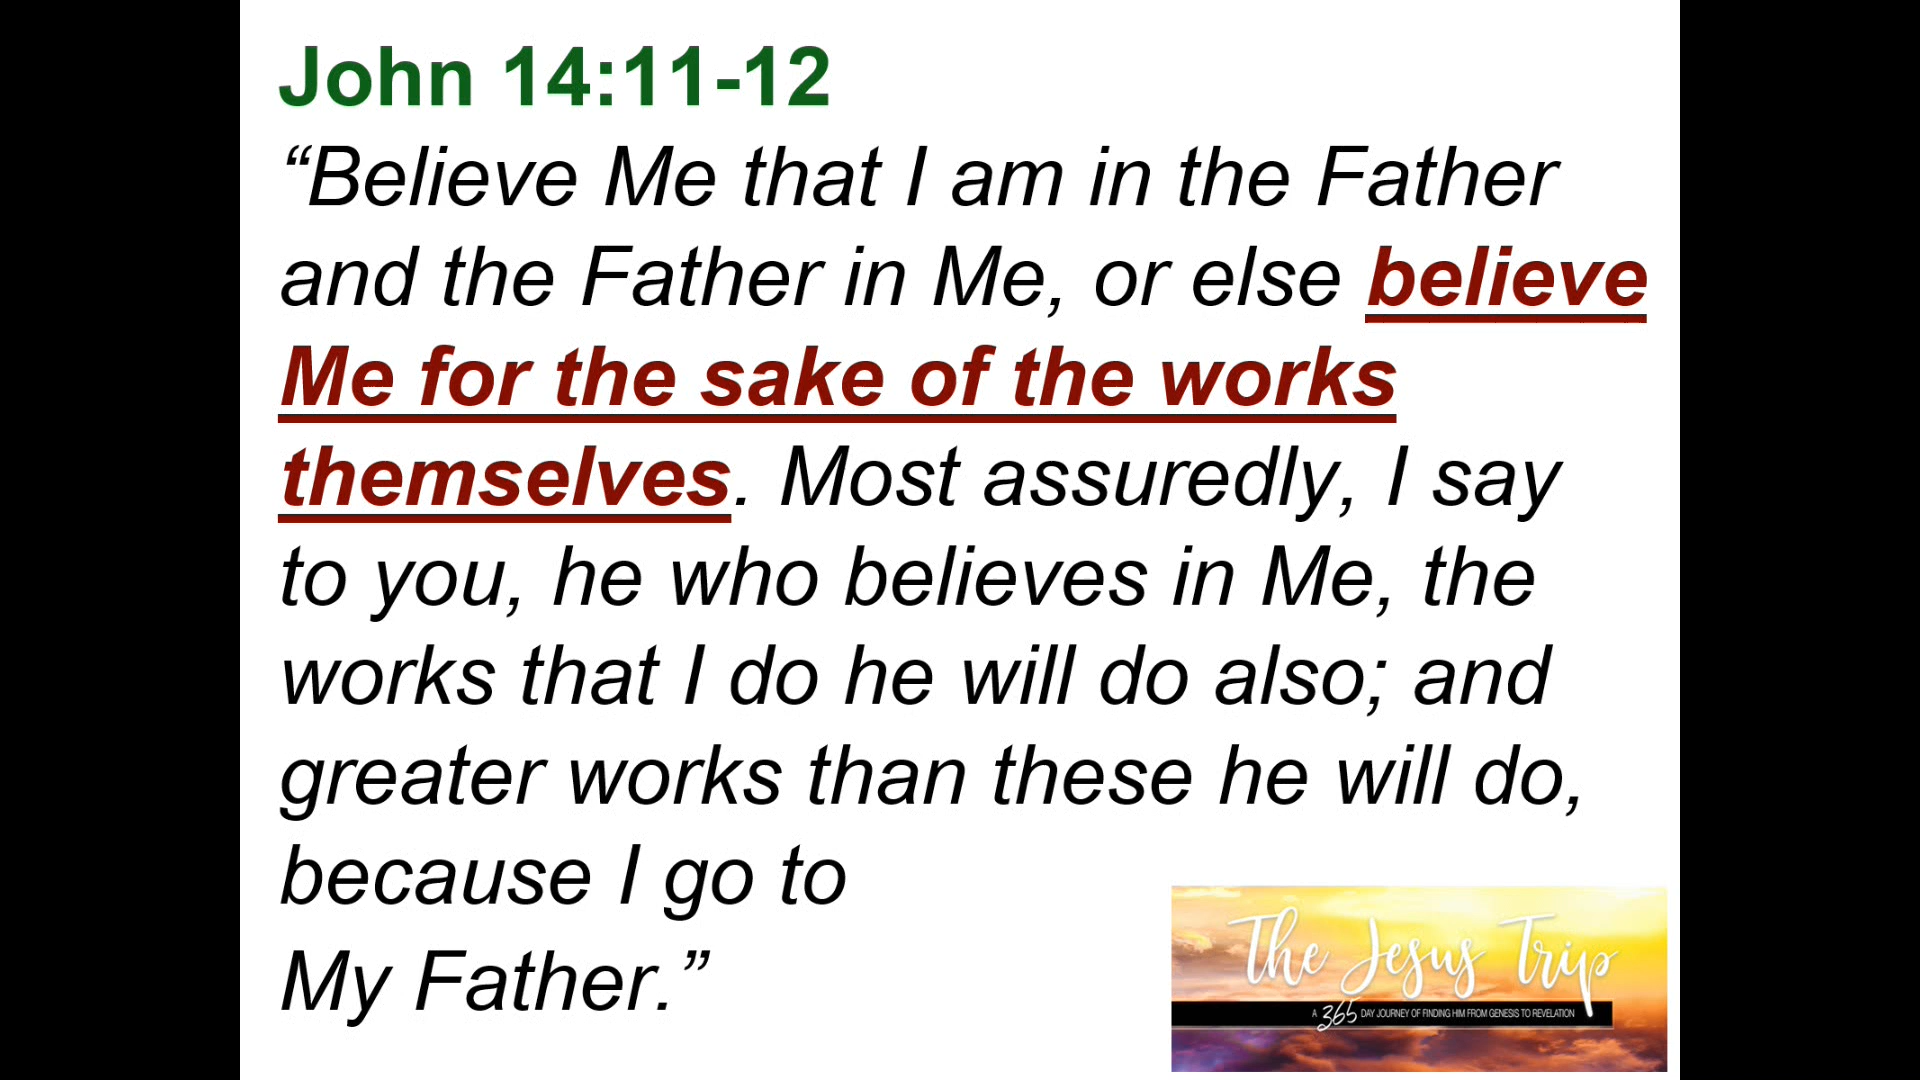 John 14:11-12
“Believe Me that I am in the Father
and the Father in Me, or else believe
Me for the sake of the works
themselves. Most assuredly, I say
to you, he who believes in Me, the
works that I do he will do also; and
greater works than these he will do,
because I go to
My Father.”
The Jesus Trip
A 365 DAY JOURNEY OF FINDING HIM FROM GENESIS TO REVELATION